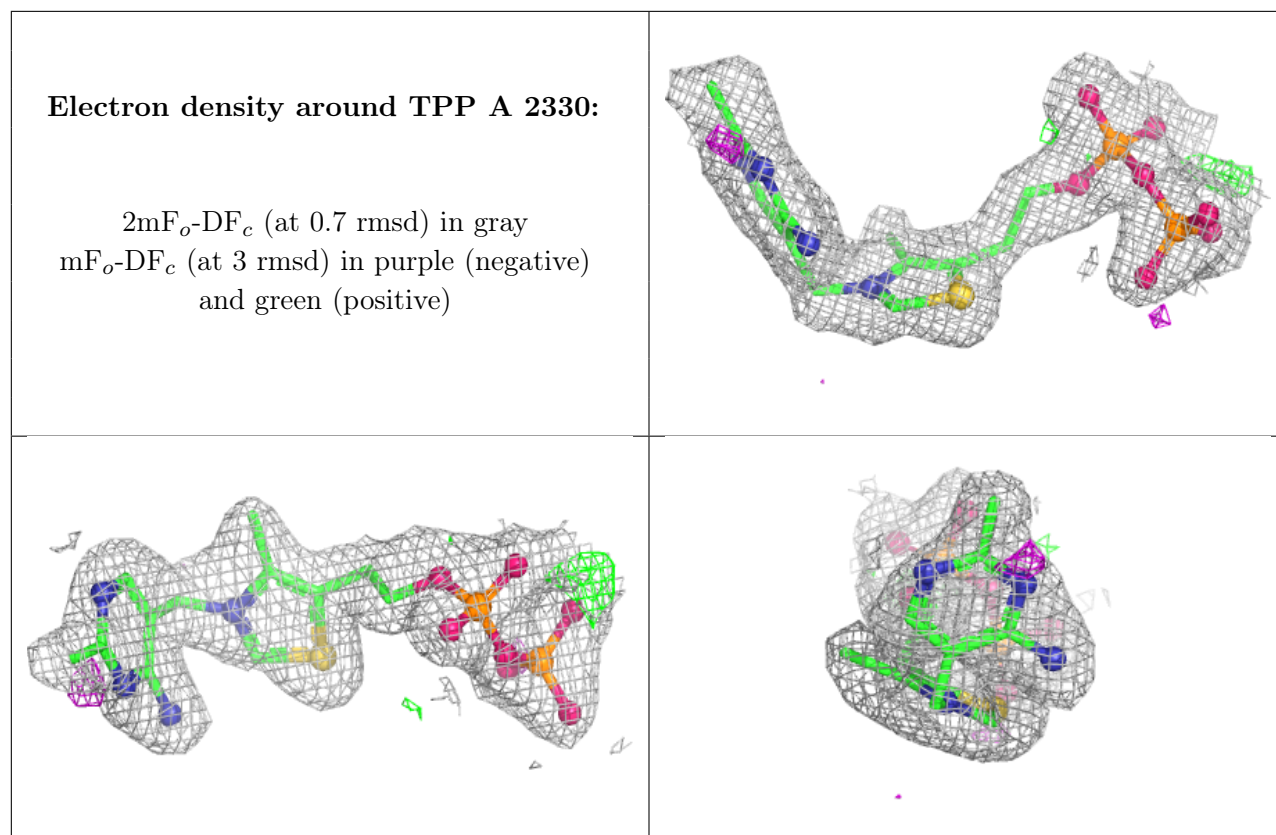 Electron density around TPP A 2330:
2mFₒ-DF𝒸 (at 0.7 rmsd) in gray
mFₒ-DF𝒸 (at 3 rmsd) in purple (negative)
and green (positive)